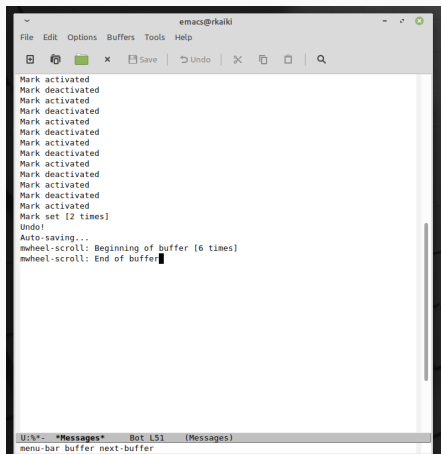 emacs@rkaiki
File Edit Options Buffers Tools Help
Save Undo
Mark activated
Mark deactivated
Mark activated
Mark deactivated
Mark activated
Mark deactivated
Mark activated
Mark deactivated
Mark activated
Mark deactivated
Mark activated
Mark deactivated
Mark activated
Mark set [2 times]
Undo!
Auto-saving...
mwheel-scroll: Beginning of buffer [6 times]
mwheel-scroll: End of buffer
U:%*- *Messages* Bot L51 (Messages)
menu-bar buffer next-buffer